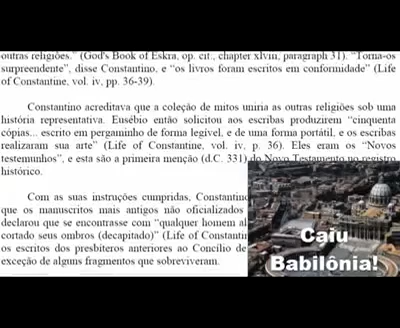 outras religiões.” (God's Book of Eskra, op. cit., chapter xlviii, paragraph 31). “Torna-os
surpreendente”, disse Constantino, e “os livros foram escritos em conformidade” (Life
of Constantine, vol. iv, pp. 36-39).
Constantino acreditava que a coleção de mitos uniria as outras religiões sob uma
história representativa. Eusébio então solicitou aos escribas produzirem “cinquenta
cópias... escrito em pergaminho de forma legível, e de uma forma portátil, e os escribas
realizaram sua arte” (Life of Constantine, vol. iv, p. 36). Eles eram os “Novos
testemunhos”, e esta são a primeira menção (d.C. 331) do Novo Testamento no registro
histórico.
Com as suas instruções cumpridas, Constantino
que os manuscritos mais antigos não oficializados
declarou que se encontrasse com “qualquer homem al
cortado seus ombros (decapitado)” (Life of Constanti
os escritos dos presbíteros anteriores ao Concílio de
exceção de alguns fragmentos que sobreviveram.
Caiu
Babilônia!